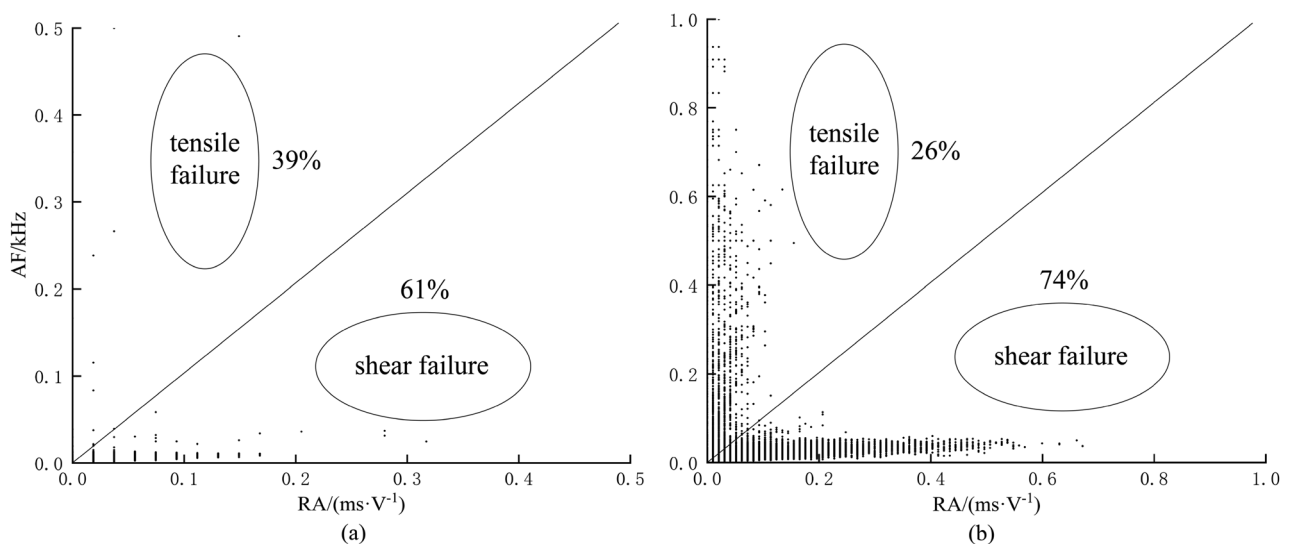 0.5
0.4
0.3
0.2
0.1
0.0
AF/kHz
tensile
failure
39%
61%
shear failure
0.0 0.1 0.2 0.3 0.4 0.5
RA/(ms·V⁻¹)
(a)
1.0
0.8
0.6
0.4
0.2
0.0
tensile
failure
26%
74%
shear failure
0.0 0.2 0.4 0.6 0.8 1.0
RA/(ms·V⁻¹)
(b)